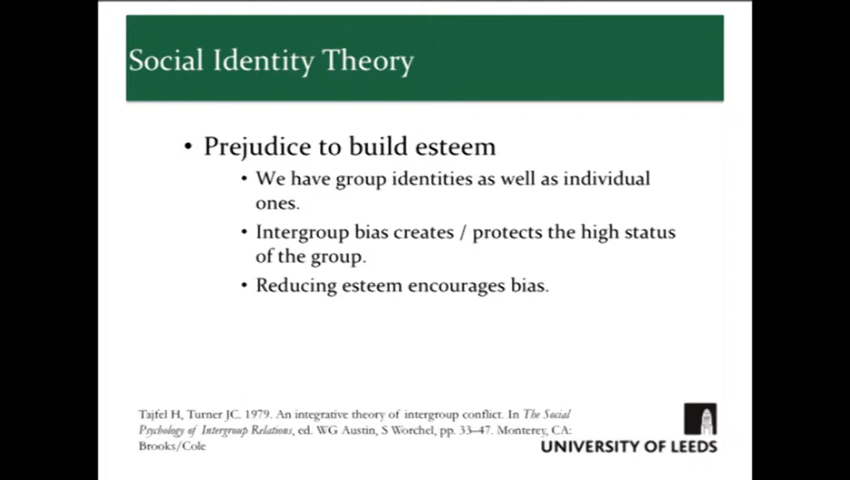 Social Identity Theory
• Prejudice to build esteem
• We have group identities as well as individual
ones.
• Intergroup bias creates / protects the high status
of the group.
• Reducing esteem encourages bias.
Tajfel H, Turner JC. 1979. An integrative theory of intergroup conflict. In The Social
Psychology of Intergroup Relations, ed. WG Austin, S Worchel, pp. 33–47. Monterey, CA:
Brooks/Cole
UNIVERSITY OF LEEDS